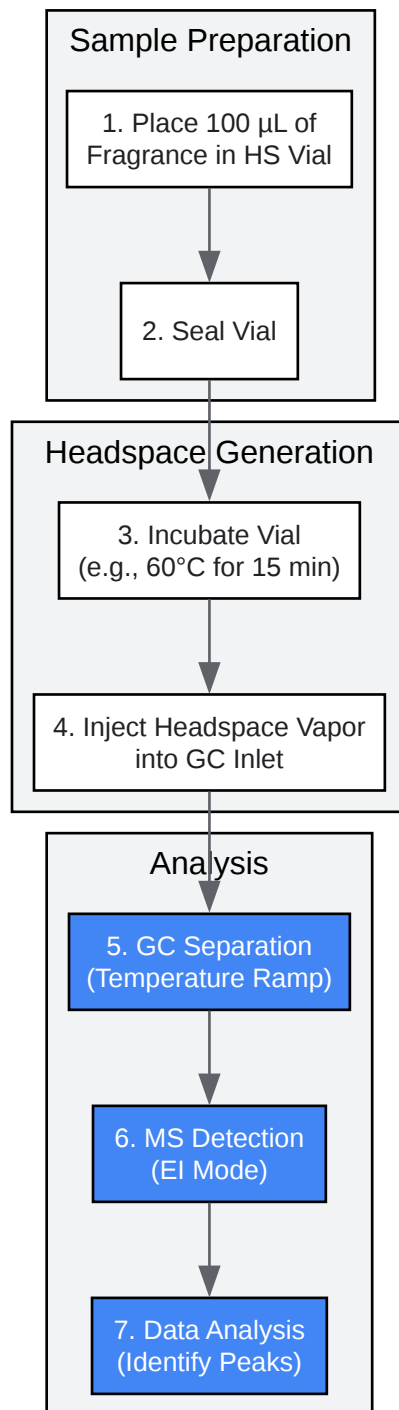 Sample Preparation
1. Place 100 µL of
Fragrance in HS Vial
2. Seal Vial
Headspace Generation
3. Incubate Vial
(e.g., 60°C for 15 min)
4. Inject Headspace Vapor
into GC Inlet
Analysis
5. GC Separation
(Temperature Ramp)
6. MS Detection
(EI Mode)
7. Data Analysis
(Identify Peaks)